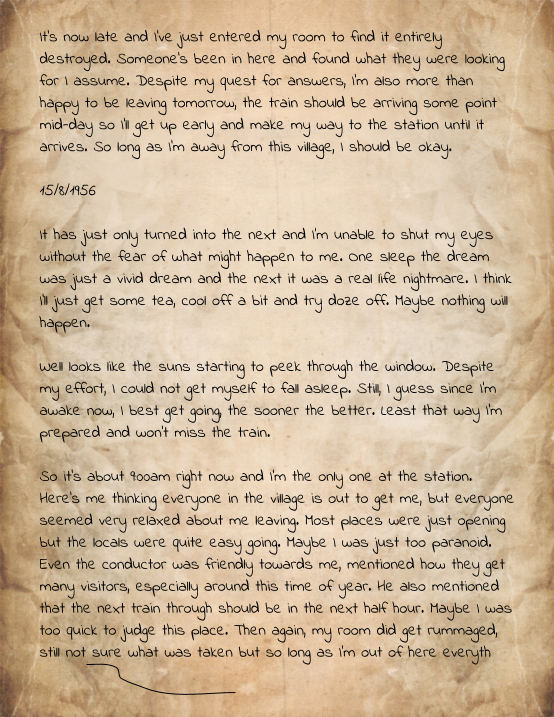 It's now late and I've just entered my room to find it entirely
destroyed. Someone's been in here and found what they were looking
for I assume. Despite my quest for answers, I'm also more than
happy to be leaving tomorrow, the train should be arriving some point
mid-day so I'll get up early and make my way to the station until it
arrives. So long as I'm away from this village, I should be okay.
15/8/1956
It has just only turned into the next and I'm unable to shut my eyes
without the fear of what might happen to me. One sleep the dream
was just a vivid dream and the next it was a real life nightmare. I think
I'll just get some tea, cool off a bit and try doze off. Maybe nothing will
happen.
Well looks like the suns starting to peek through the window. Despite
my effort, I could not get myself to fall asleep. Still, I guess since I'm
awake now, I best get going, the sooner the better. Least that way I'm
prepared and won't miss the train.
So it's about 900am right now and I'm the only one at the station.
Here's me thinking everyone in the village is out to get me, but everyone
seemed very relaxed about me leaving. Most places were just opening
but the locals were quite easy going. Maybe I was just too paranoid.
Even the conductor was friendly towards me, mentioned how they get
many visitors, especially around this time of year. He also mentioned
that the next train through should be in the next half hour. Maybe I was
too quick to judge this place. Then again, my room did get rummaged,
still not sure what was taken but so long as I'm out of here everyth